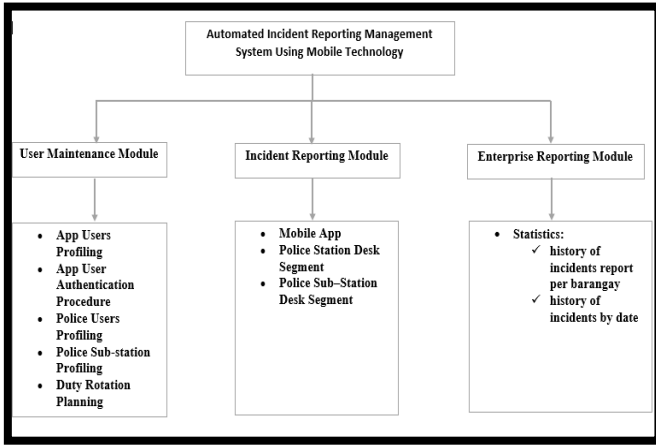 Automated Incident Reporting Management
System Using Mobile Technology
User Maintenance Module
Incident Reporting Module
Enterprise Reporting Module
• App Users
Profiling
• App User
Authentication
Procedure
• Police Users
Profiling
• Police Sub-station
Profiling
• Duty Rotation
Planning
• Mobile App
• Police Station Desk
Segment
• Police Sub–Station
Desk Segment
• Statistics:
✓ history of
incidents report
per barangay
✓ history of
incidents by date